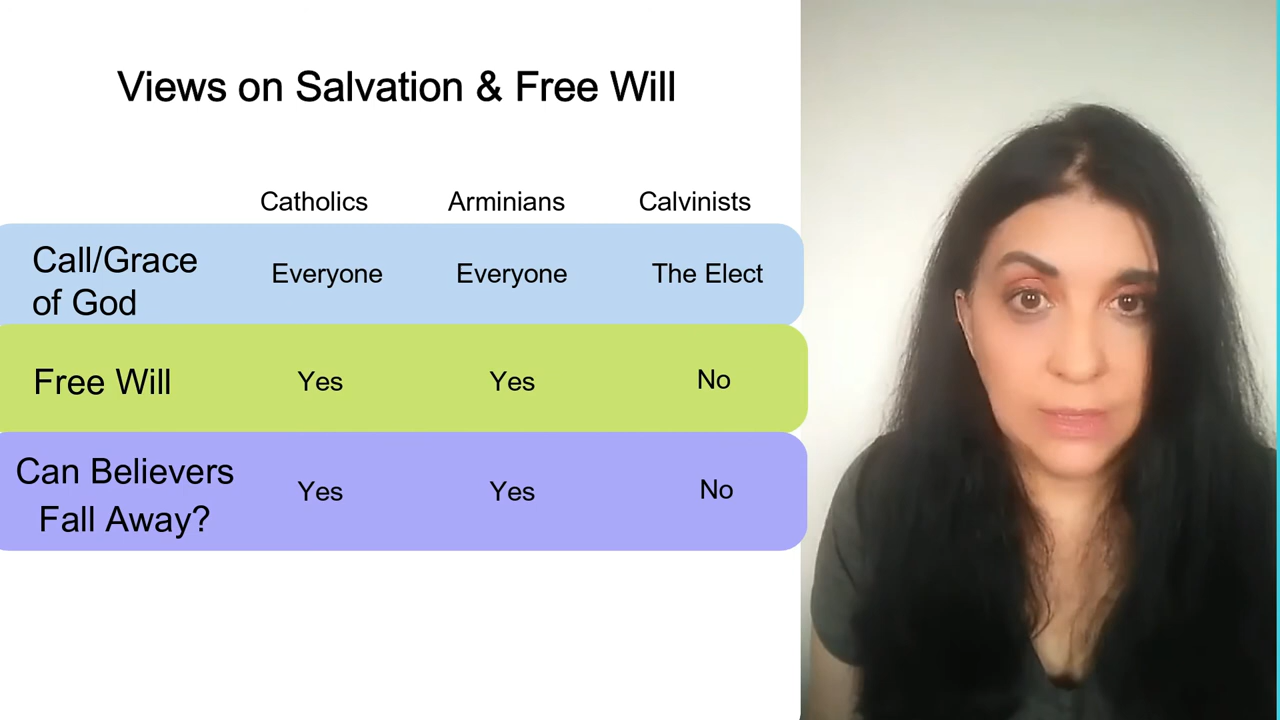 Views on Salvation & Free Will
Catholics Arminians Calvinists
Call/Grace
of God
Everyone Everyone The Elect
Free Will Yes Yes No
Can Believers
Fall Away?
Yes Yes No